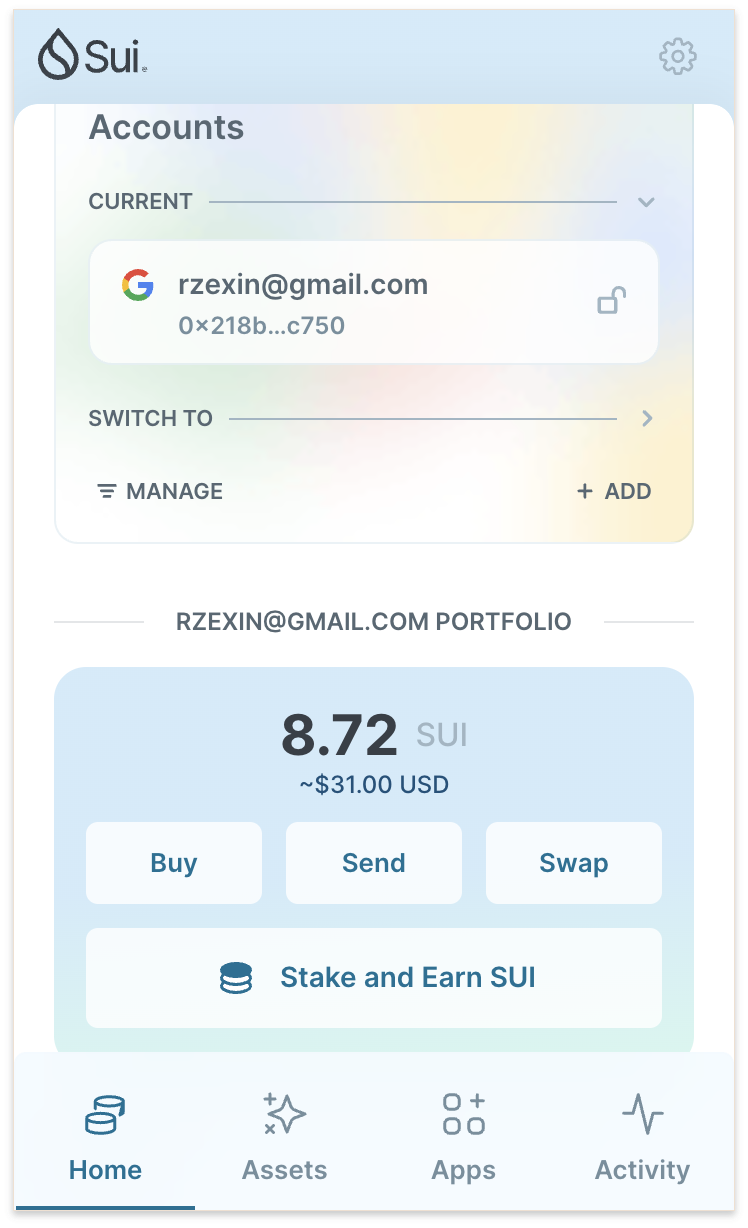 Sui
Accounts
CURRENT
rzexin@gmail.com
0×218b...c750
SWITCH TO
MANAGE
+ ADD
RZEXIN@GMAIL.COM PORTFOLIO
8.72 SUI
~$31.00 USD
Buy Send Swap
Stake and Earn SUI
Home Assets Apps Activity